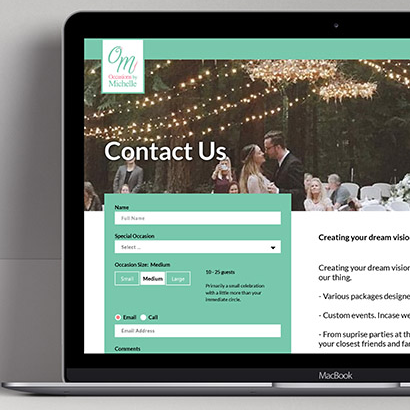 OM
Occasions by
Michelle
Contact Us
Name
Full Name
Special Occasion
Select ...
Occasion Size: Medium
Small Medium Large
10 - 25 guests
Primarily a small celebration
with a little more than your
immediate circle.
Email Call
Email Address
Comments
Creating your dream visio
Creating your dream vision
our thing.
- Various packages designe
- Custom events. Incase we
- From suprise parties at th
your closest friends and fa
MacBook